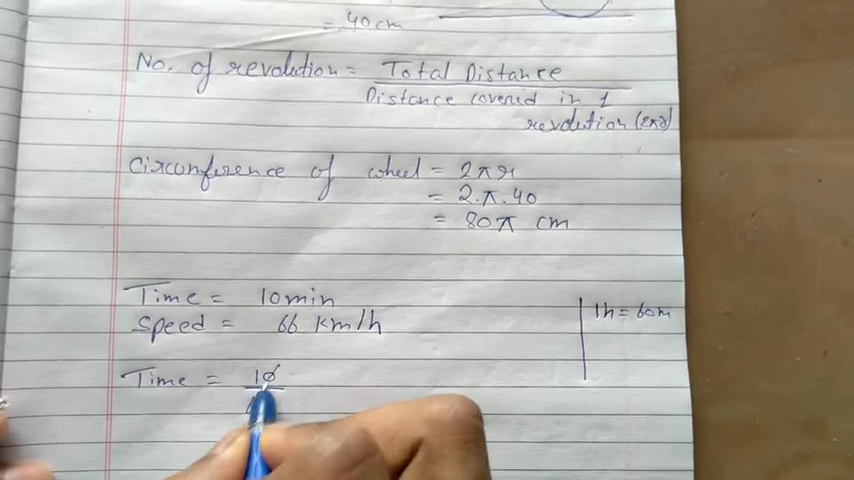 = 40 cm
No. of revolution = Total Distance
Distance covered in 1
revolution (2πr)
Circumference of wheel = 2πr
= 2.π.40
= 80π cm
Time = 10 min
Speed = 66 km/h
1h = 60m
Time = 10